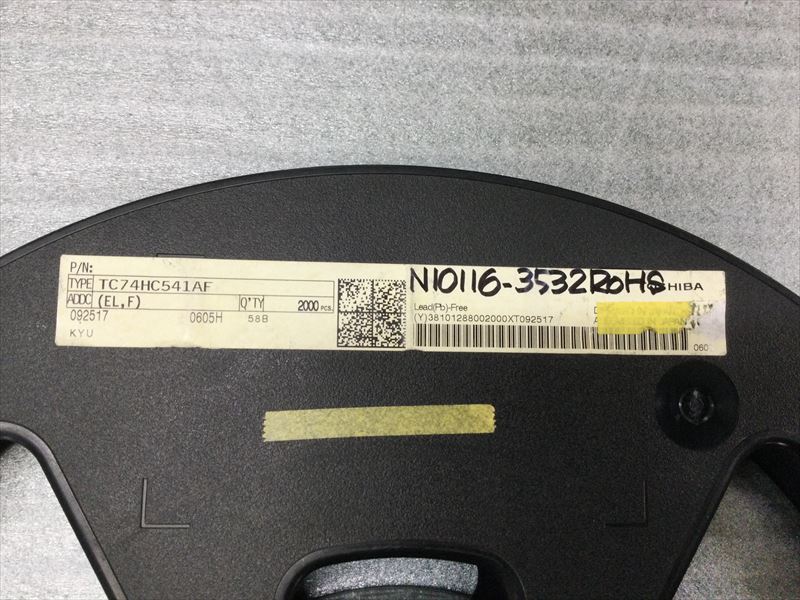 P/N:
TYPE TC74HC541AF
ADDC (EL,F) Q'TY 2000 PCS.
092517 0605H 58B
KYU
N10116-3532RoHS
SHIBA
Lead(Pb)-Free
(Y)38101288002000XT092517
060